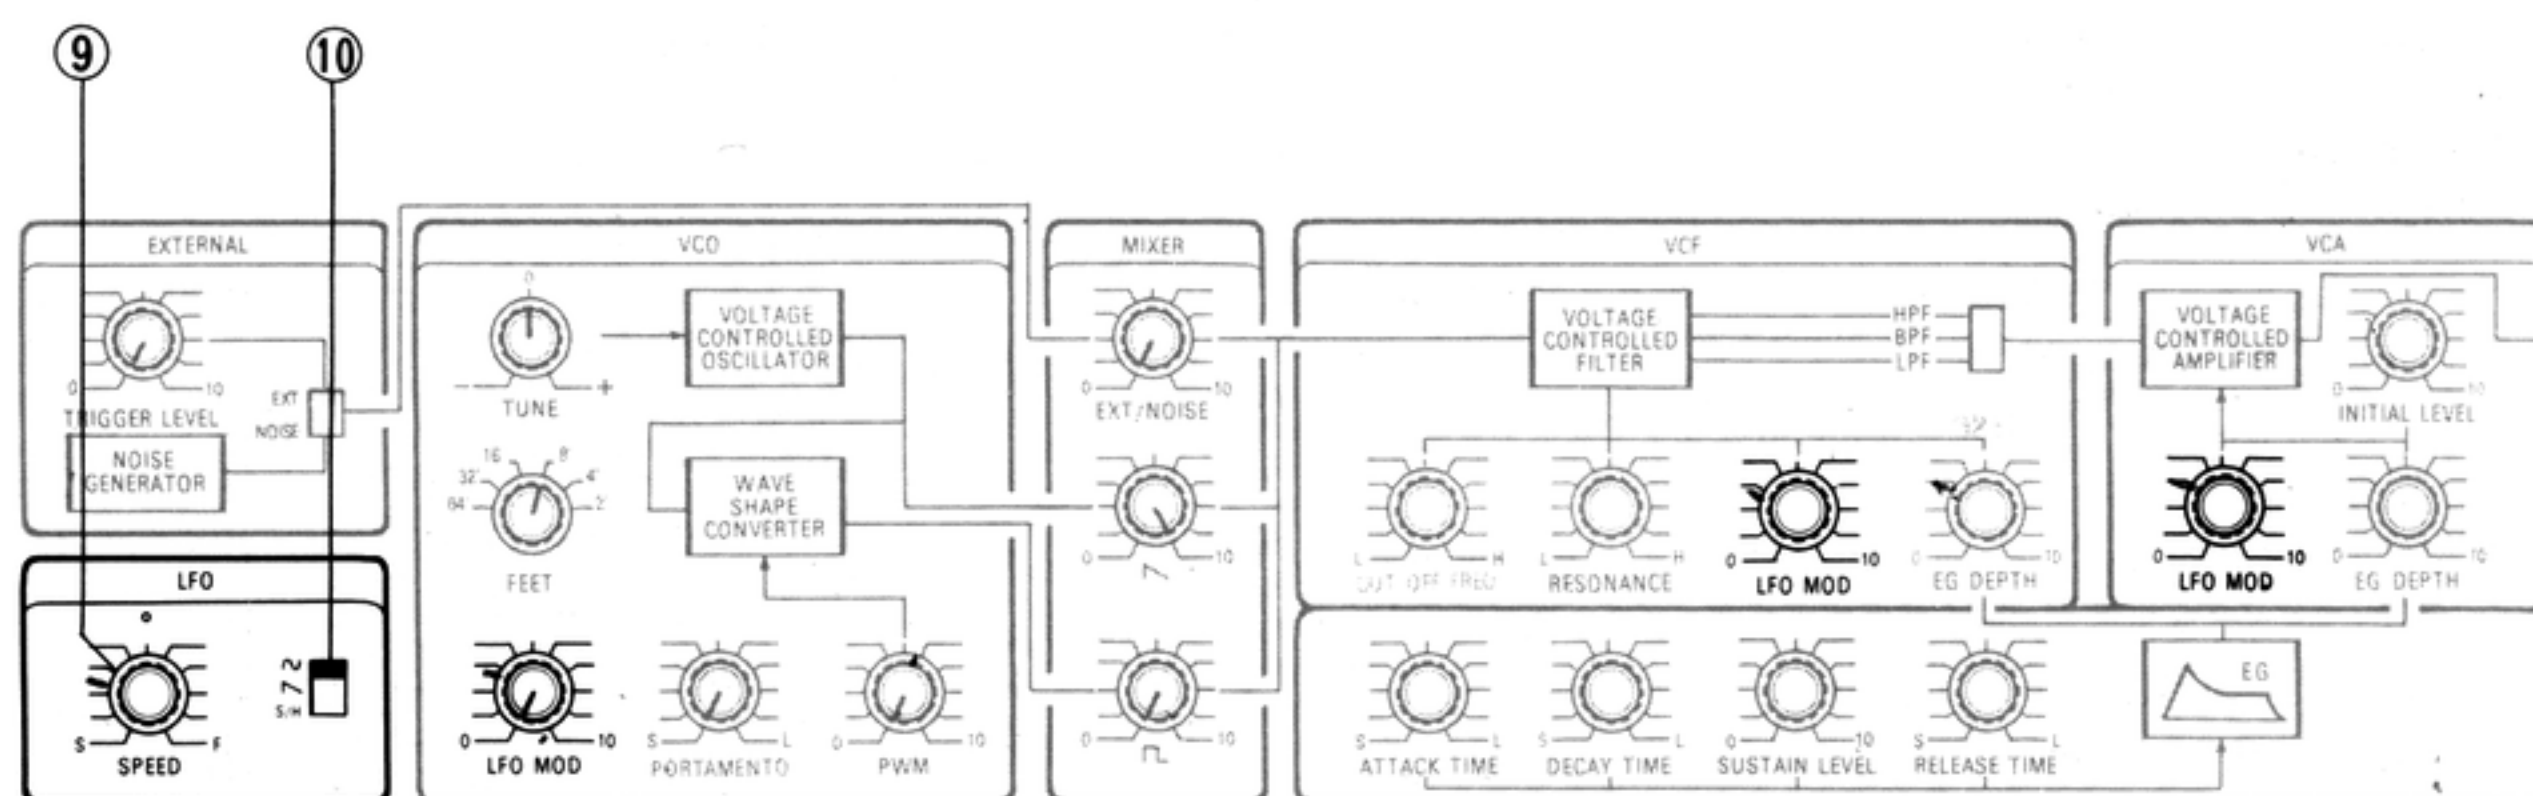 9
10
EXTERNAL
0
10
TRIGGER LEVEL
EXT
NOISE
NOISE
GENERATOR
LFO
S
F
SPEED
S/H
VCO
0
-
+
TUNE
VOLTAGE
CONTROLLED
OSCILLATOR
64'
32'
16
8'
4'
2'
FEET
WAVE
SHAPE
CONVERTER
0
10
LFO MOD
S
L
PORTAMENTO
0
10
PWM
MIXER
0
10
EXT/NOISE
0
10
0
10
VCF
VOLTAGE
CONTROLLED
FILTER
HPF
BPF
LPF
L
H
CUT OFF FREQ
L
H
RESONANCE
0
10
LFO MOD
0
10
EG DEPTH
VCA
VOLTAGE
CONTROLLED
AMPLIFIER
0
10
INITIAL LEVEL
0
10
LFO MOD
0
10
EG DEPTH
S
L
ATTACK TIME
S
L
DECAY TIME
0
10
SUSTAIN LEVEL
S
L
RELEASE TIME
EG